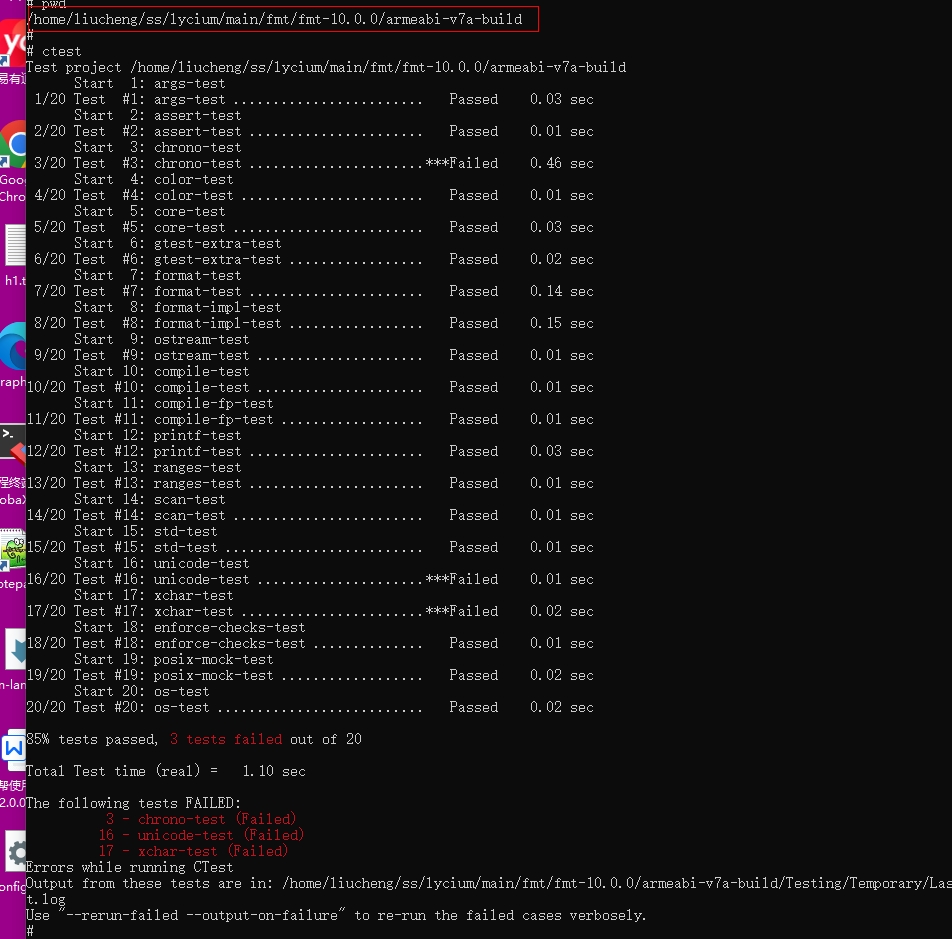 # pwd
/home/liucheng/ss/lycium/main/fmt/fmt-10.0.0/armeabi-v7a-build
#
# ctest
Test project /home/liucheng/ss/lycium/main/fmt/fmt-10.0.0/armeabi-v7a-build
      Start  1: args-test
 1/20 Test  #1: args-test ........................   Passed    0.03 sec
      Start  2: assert-test
 2/20 Test  #2: assert-test ......................   Passed    0.01 sec
      Start  3: chrono-test
 3/20 Test  #3: chrono-test ......................***Failed    0.46 sec
      Start  4: color-test
 4/20 Test  #4: color-test .......................   Passed    0.01 sec
      Start  5: core-test
 5/20 Test  #5: core-test ........................   Passed    0.03 sec
      Start  6: gtest-extra-test
 6/20 Test  #6: gtest-extra-test .................   Passed    0.02 sec
      Start  7: format-test
 7/20 Test  #7: format-test ......................   Passed    0.14 sec
      Start  8: format-impl-test
 8/20 Test  #8: format-impl-test .................   Passed    0.15 sec
      Start  9: ostream-test
 9/20 Test  #9: ostream-test .....................   Passed    0.01 sec
      Start 10: compile-test
10/20 Test #10: compile-test .....................   Passed    0.01 sec
      Start 11: compile-fp-test
11/20 Test #11: compile-fp-test ..................   Passed    0.01 sec
      Start 12: printf-test
12/20 Test #12: printf-test ......................   Passed    0.03 sec
      Start 13: ranges-test
13/20 Test #13: ranges-test ......................   Passed    0.01 sec
      Start 14: scan-test
14/20 Test #14: scan-test ........................   Passed    0.01 sec
      Start 15: std-test
15/20 Test #15: std-test .........................   Passed    0.01 sec
      Start 16: unicode-test
16/20 Test #16: unicode-test .....................***Failed    0.01 sec
      Start 17: xchar-test
17/20 Test #17: xchar-test .......................***Failed    0.02 sec
      Start 18: enforce-checks-test
18/20 Test #18: enforce-checks-test ..............   Passed    0.01 sec
      Start 19: posix-mock-test
19/20 Test #19: posix-mock-test ..................   Passed    0.02 sec
      Start 20: os-test
20/20 Test #20: os-test ..........................   Passed    0.02 sec
85% tests passed, 3 tests failed out of 20
Total Test time (real) =   1.10 sec
The following tests FAILED:
          3 - chrono-test (Failed)
         16 - unicode-test (Failed)
         17 - xchar-test (Failed)
Errors while running CTest
Output from these tests are in: /home/liucheng/ss/lycium/main/fmt/fmt-10.0.0/armeabi-v7a-build/Testing/Temporary/Las
t.log
Use "--rerun-failed --output-on-failure" to re-run the failed cases verbosely.
#